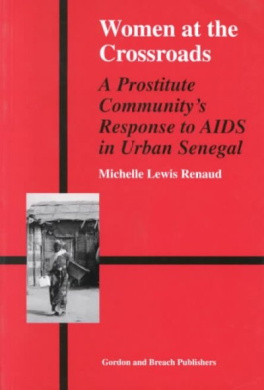 Women at the
Crossroads
A Prostitute
Community's
Response to AIDS
in Urban Senegal
Michelle Lewis Renaud
Gordon and Breach Publishers